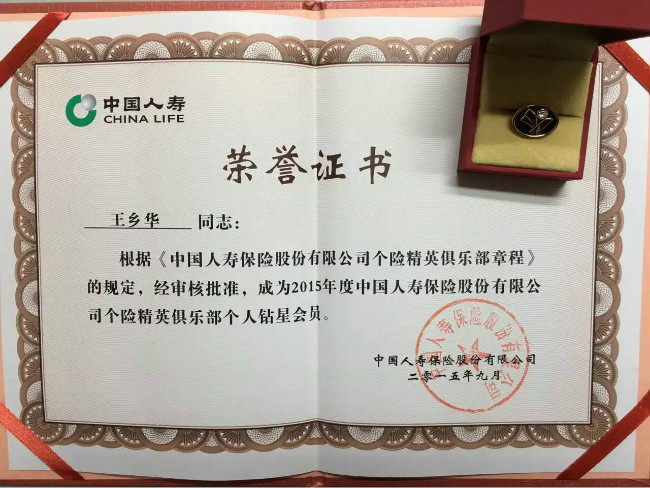 中国人寿
CHINA LIFE
荣誉证书
王乡华 同志：
根据《中国人寿保险股份有限公司个险精英俱乐部章程》
的规定，经审核批准，成为2015年度中国人寿保险股份有限公
司个险精英俱乐部个人钻星会员。
中国人寿保险股份有限公司
中国人寿保险股份有限公司
二零一五年九月